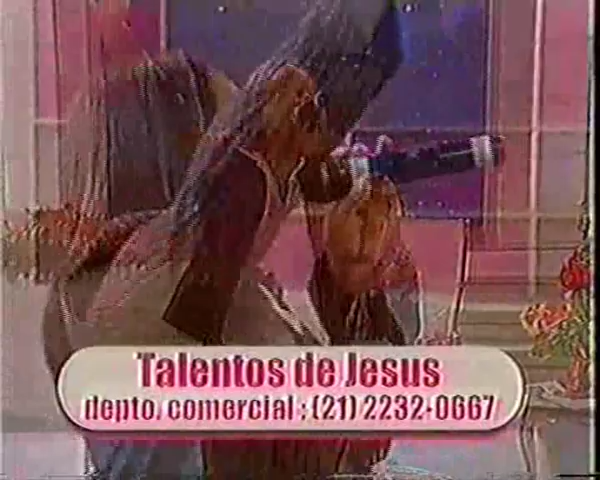 Talentos de Jesus
depto. comercial : (21) 2232-0667